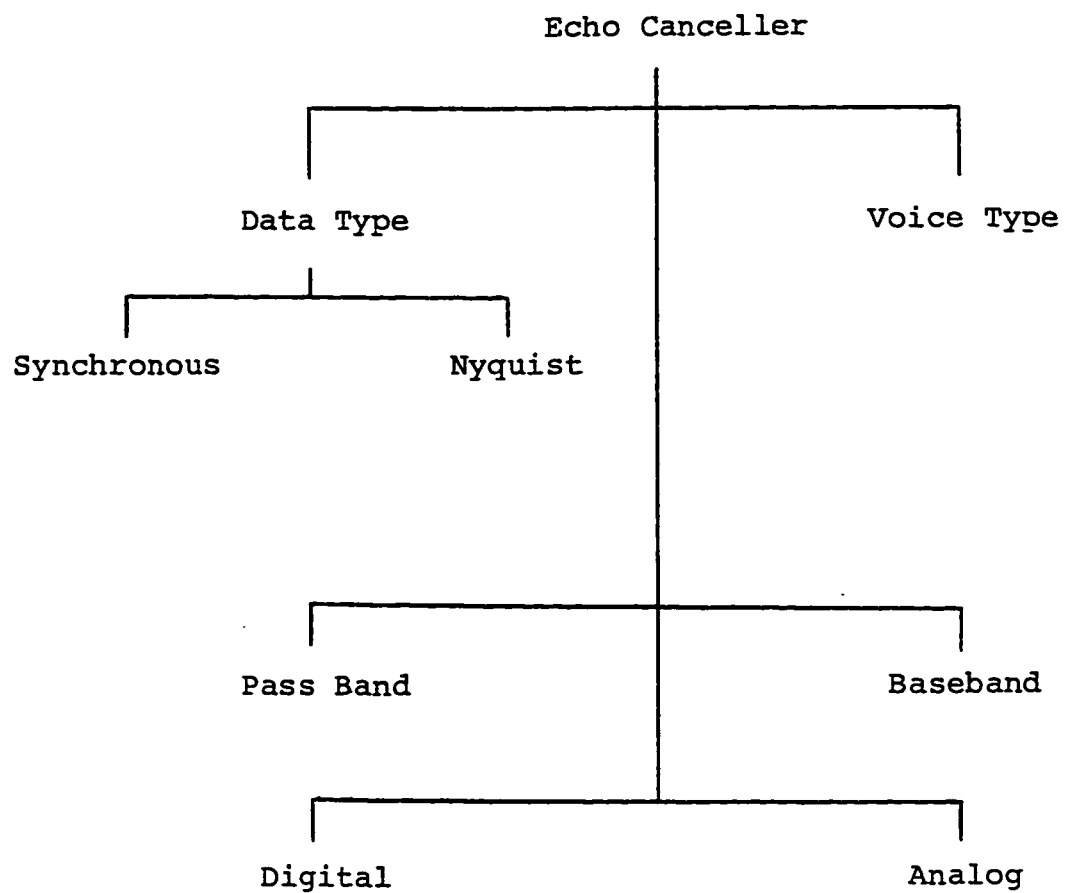 Echo Canceller
Data Type
Voice Type
Synchronous
Nyquist
Pass Band
Baseband
Digital
Analog